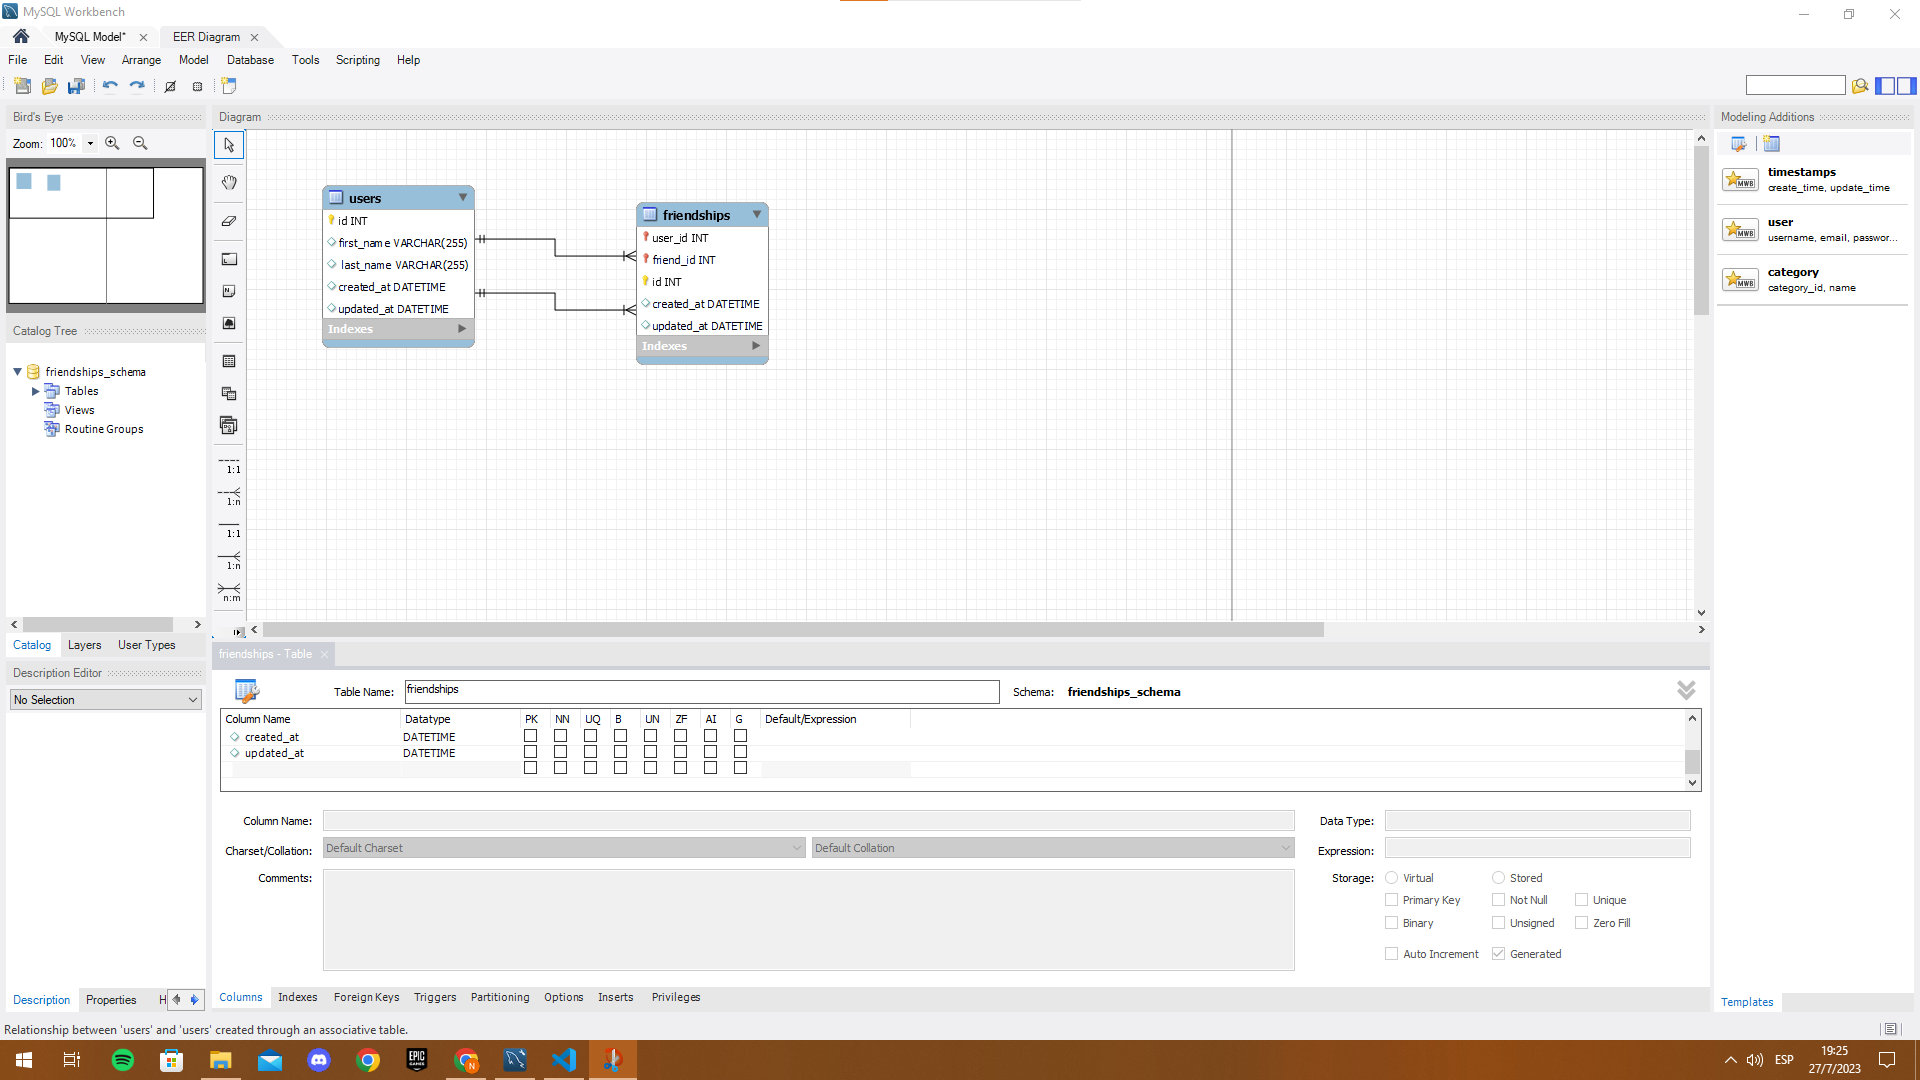 MySQL Workbench
MySQL Model*
EER Diagram
File Edit View Arrange Model Database Tools Scripting Help
Bird's Eye
Zoom: 100%
Catalog Tree
friendships_schema
Tables
Views
Routine Groups
Catalog Layers User Types
Description Editor
No Selection
Description Properties H
Diagram
1:1
1:n
1:1
1:n
n:m
users
id INT
first_name VARCHAR(255)
last_name VARCHAR(255)
created_at DATETIME
updated_at DATETIME
Indexes
friendships
user_id INT
friend_id INT
id INT
created_at DATETIME
updated_at DATETIME
Indexes
Modeling Additions
MWB
timestamps
create_time, update_time
MWB
user
username, email, passwor...
MWB
category
category_id, name
Templates
friendships - Table
Table Name: friendships
Schema: friendships_schema
Column Name Datatype PK NN UQ B UN ZF AI G Default/Expression
created_at DATETIME
updated_at DATETIME
Column Name:
Data Type:
Charset/Collation: Default Charset Default Collation
Expression:
Comments:
Storage: Virtual Stored
Primary Key Not Null Unique
Binary Unsigned Zero Fill
Auto Increment Generated
Columns Indexes Foreign Keys Triggers Partitioning Options Inserts Privileges
Relationship between 'users' and 'users' created through an associative table.
EPIC
GAMES
N
ESP
19:25
27/7/2023